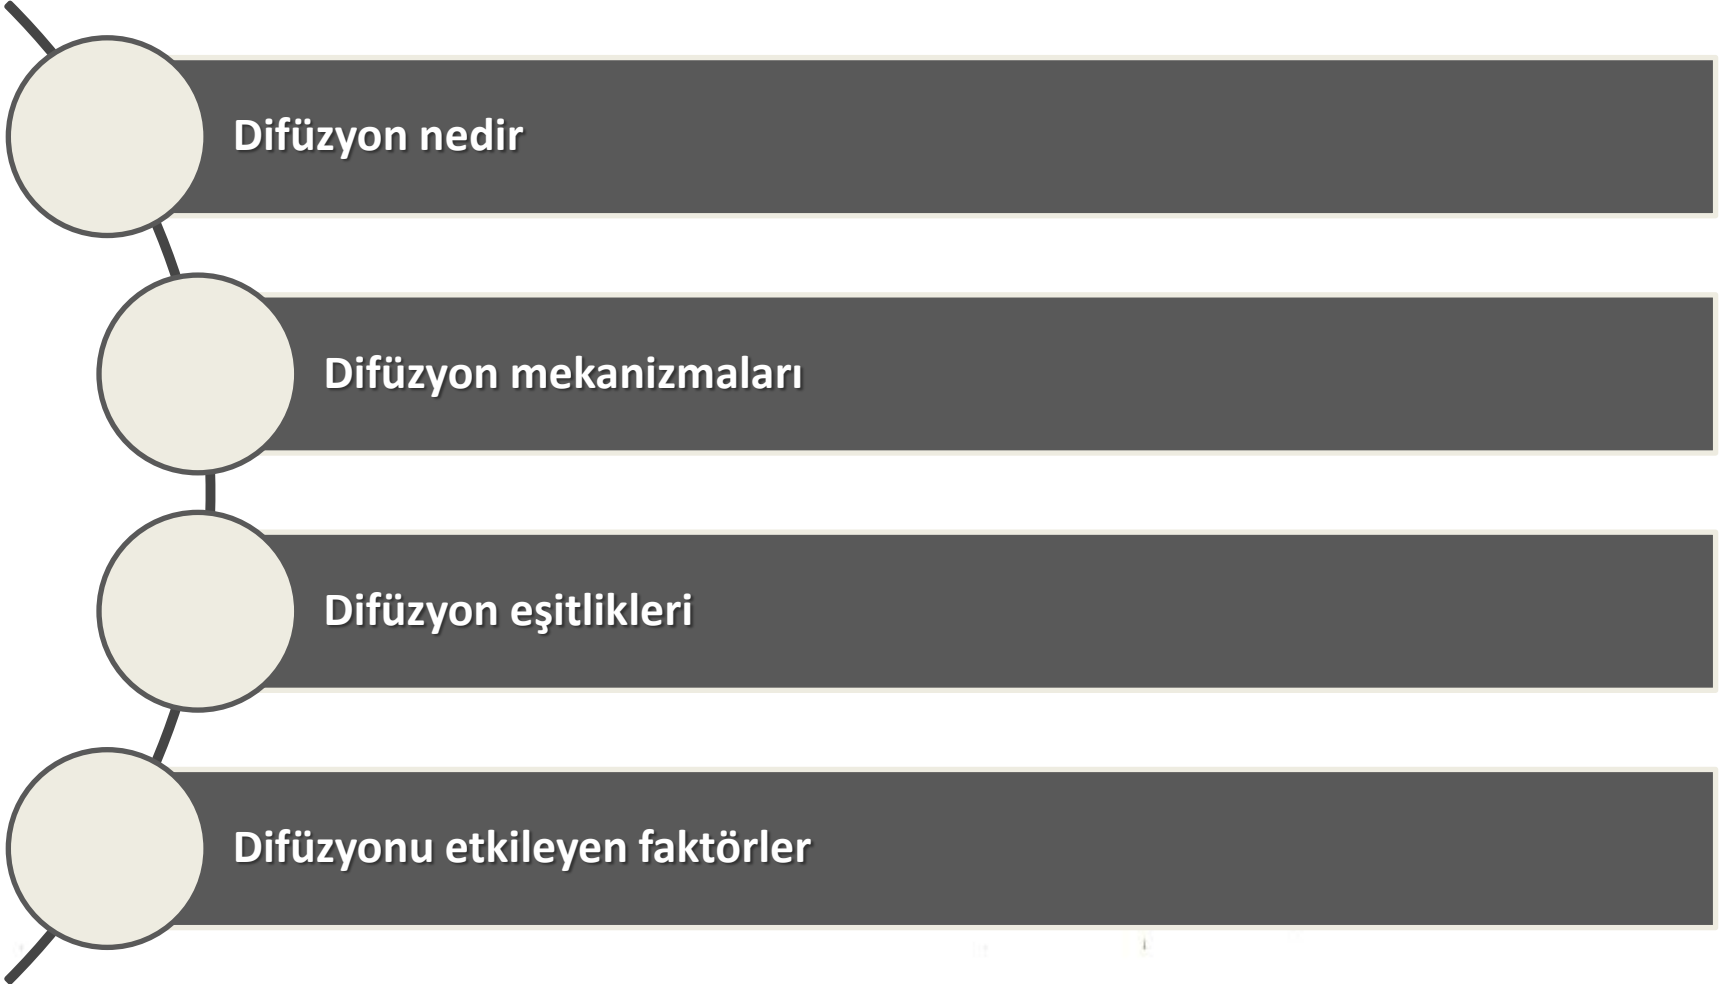 Difüzyon nedir
Difüzyon mekanizmaları
Difüzyon eşitlikleri
Difüzyonu etkileyen faktörler